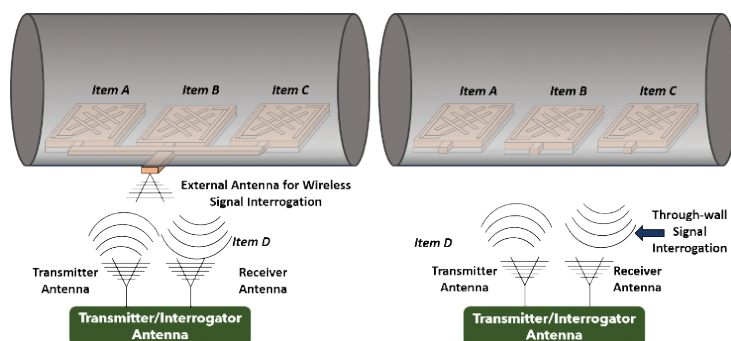 Item A
Item B
Item C
External Antenna for Wireless
Signal Interrogation
Item D
Transmitter
Antenna
Receiver
Antenna
Transmitter/Interrogator
Antenna
Item A
Item B
Item C
Item D
Through-wall
Signal
Interrogation
Transmitter
Antenna
Receiver
Antenna
Transmitter/Interrogator
Antenna